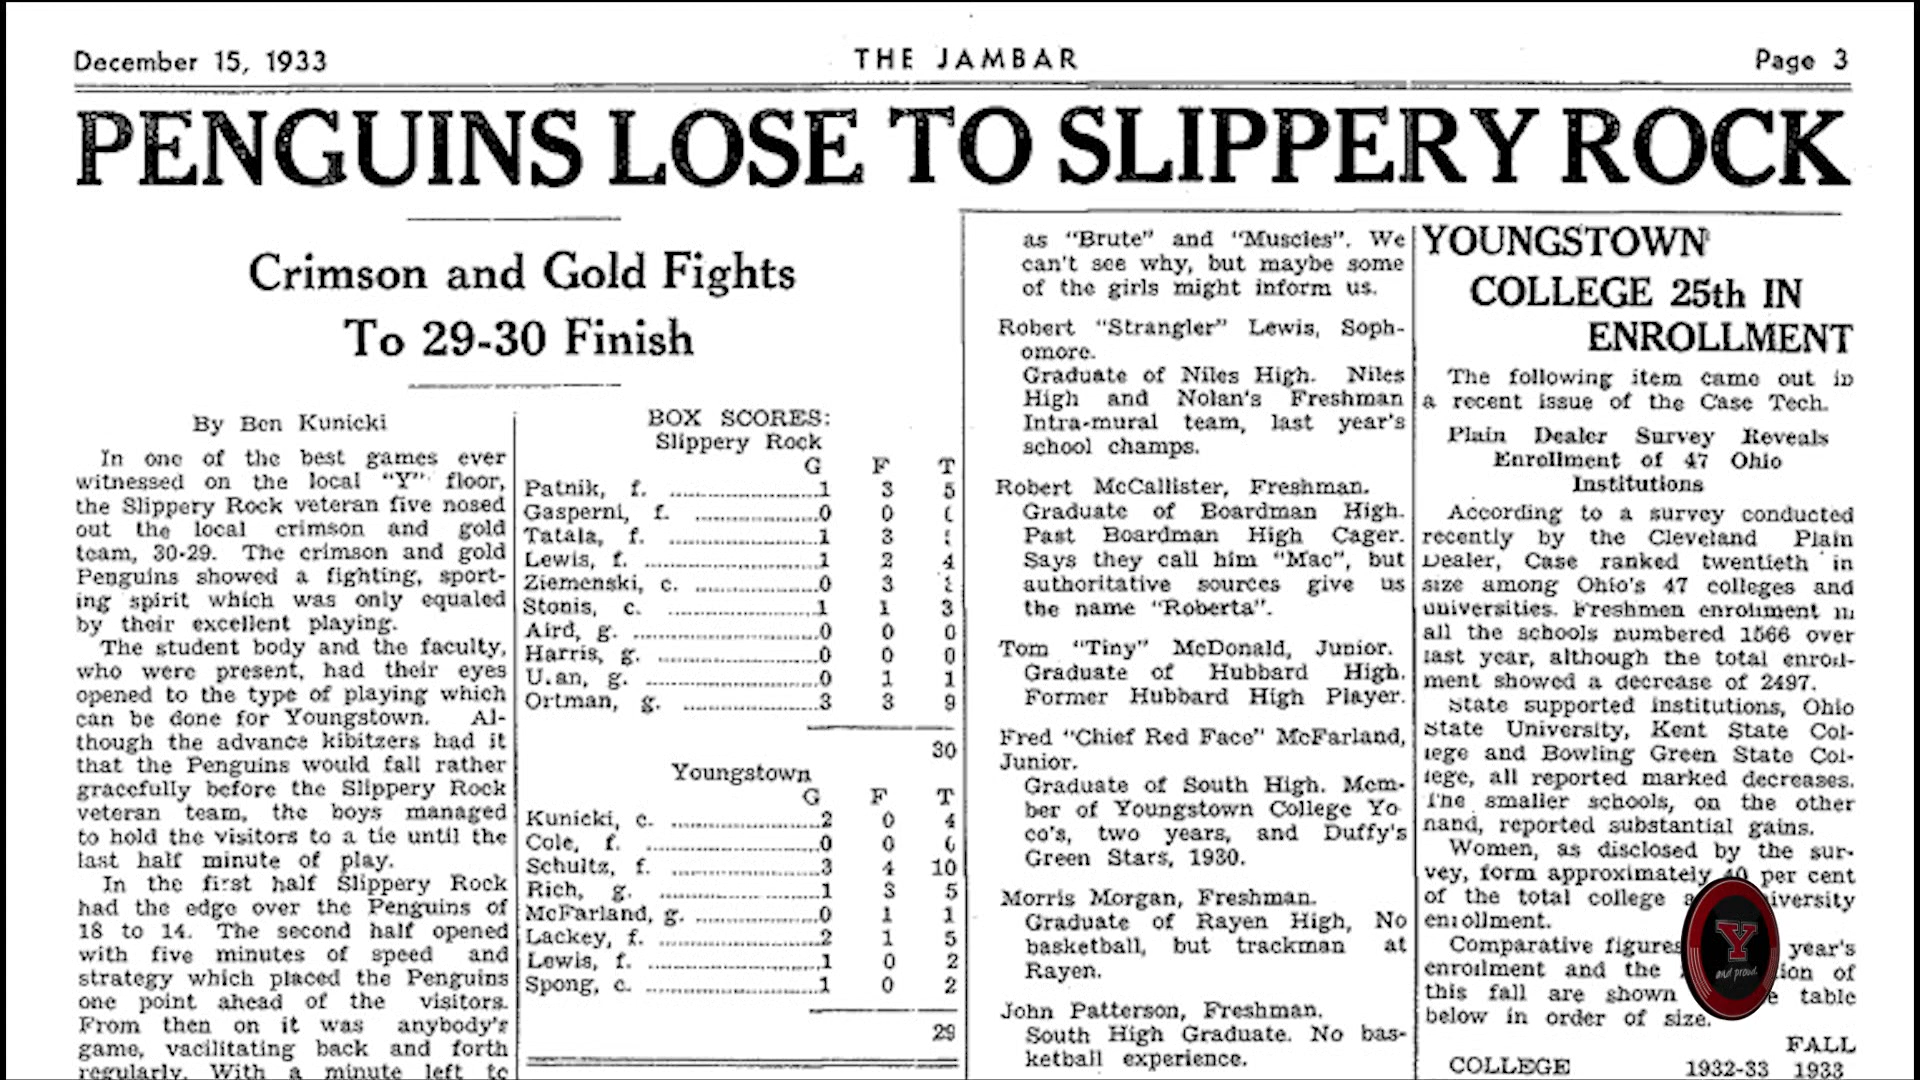 December 15, 1933
THE JAMBAR
Page 3
PENGUINS LOSE TO SLIPPERY ROCK
Crimson and Gold Fights
To 29-30 Finish
By Ben Kunicki
In one of the best games ever
witnessed on the local "Y" floor,
the Slippery Rock veteran five nosed
out the local crimson and gold
team, 30-29. The crimson and gold
Penguins showed a fighting, sport-
ing spirit which was only equaled
by their excellent playing.
The student body and the faculty,
who were present, had their eyes
opened to the type of playing which
can be done for Youngstown. Al-
though the advance kibitzers had it
that the Penguins would fall rather
gracefully before the Slippery Rock
veteran team, the boys managed
to hold the visitors to a tie until the
last half minute of play.
In the first half Slippery Rock
had the edge over the Penguins of
18 to 14. The second half opened
with five minutes of speed and
strategy which placed the Penguins
one point ahead of the visitors.
From then on it was anybody's
game, vacilitating back and forth
regularly. With a minute left to
BOX SCORES:
Slippery Rock
G F T
Patnik, f. 1 3 5
Gasperni, f. 0 0
Tatala, f. 1 3
Lewis, f. 1 2 4
Ziemenski, c. 0 3
Stonis, c. 1 1 3
Aird, g. 0 0 0
Harris, g. 0 0 0
U.an, g. 0 1 1
Ortman, g. 3 3 9
30
Youngstown
G F T
Kunicki, c. 2 0 4
Cole, f. 0 0
Schultz, f. 3 4 10
Rich, g. 1 3 5
McFarland, g. 0 1 1
Lackey, f. 2 1 5
Lewis, f. 1 0 2
Spong, c. 1 0 2
29
as "Brute" and "Muscles". We
can't see why, but maybe some
of the girls might inform us.
Robert "Strangler" Lewis, Soph-
omore.
Graduate of Niles High. Niles
High and Nolan's Freshman
Intra-mural team, last year's
school champs.
Robert McCallister, Freshman.
Graduate of Boardman High.
Past Boardman High Cager.
Says they call him "Mac", but
authoritative sources give us
the name "Roberta".
Tom "Tiny" McDonald, Junior.
Graduate of Hubbard High.
Former Hubbard High Player.
Fred "Chief Red Face" McFarland,
Junior.
Graduate of South High. Mem-
ber of Youngstown College Yo-
co's, two years, and Duffy's
Green Stars, 1930.
Morris Morgan, Freshman.
Graduate of Rayen High, No
basketball, but trackman at
Rayen.
John Patterson, Freshman.
South High Graduate. No bas-
ketball experience.
YOUNGSTOWN
COLLEGE 25th IN
ENROLLMENT
The following item came out in
a recent issue of the Case Tech.
Plain Dealer Survey Reveals
Enrollment of 47 Ohio
Institutions
According to a survey conducted
recently by the Cleveland Plain
Dealer, Case ranked twentieth in
size among Ohio's 47 colleges and
universities. Freshmen enrollment in
all the schools numbered 1566 over
last year, although the total enroll-
ment showed a decrease of 2497.
State supported institutions, Ohio
State University, Kent State Col-
lege and Bowling Green State Col-
lege, all reported marked decreases.
The smaller schools, on the other
hand, reported substantial gains.
Women, as disclosed by the sur-
vey, form approximately 40 per cent
of the total college
enrollment.
Comparative figures year's
enrollment and the of
this fall are shown table
below in order of size.
FALL
COLLEGE 1932-33 1933
Y
and proud.